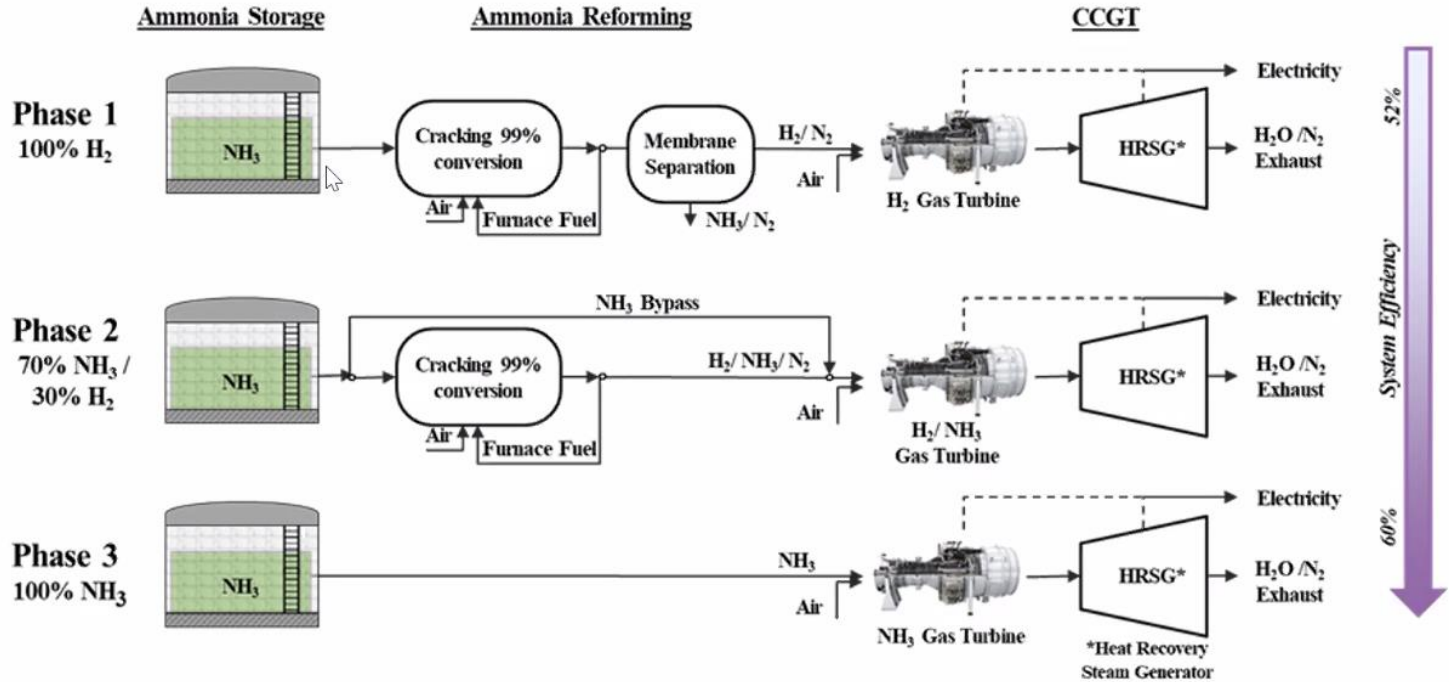 Ammonia Storage
Ammonia Reforming
CCGT
Phase 1
100% H₂
NH₃
Cracking 99%
conversion
Air
Furnace Fuel
Membrane
Separation
NH₃/ N₂
H₂/ N₂
Air
H₂ Gas Turbine
HRSG*
Electricity
H₂O /N₂
Exhaust
Phase 2
70% NH₃ /
30% H₂
NH₃
NH₃ Bypass
Cracking 99%
conversion
Air
Furnace Fuel
H₂/ NH₃/ N₂
Air
H₂/ NH₃
Gas Turbine
HRSG*
Electricity
H₂O /N₂
Exhaust
Phase 3
100% NH₃
NH₃
NH₃
Air
NH₃ Gas Turbine
HRSG*
*Heat Recovery
Steam Generator
Electricity
H₂O /N₂
Exhaust
52%
System Efficiency
60%